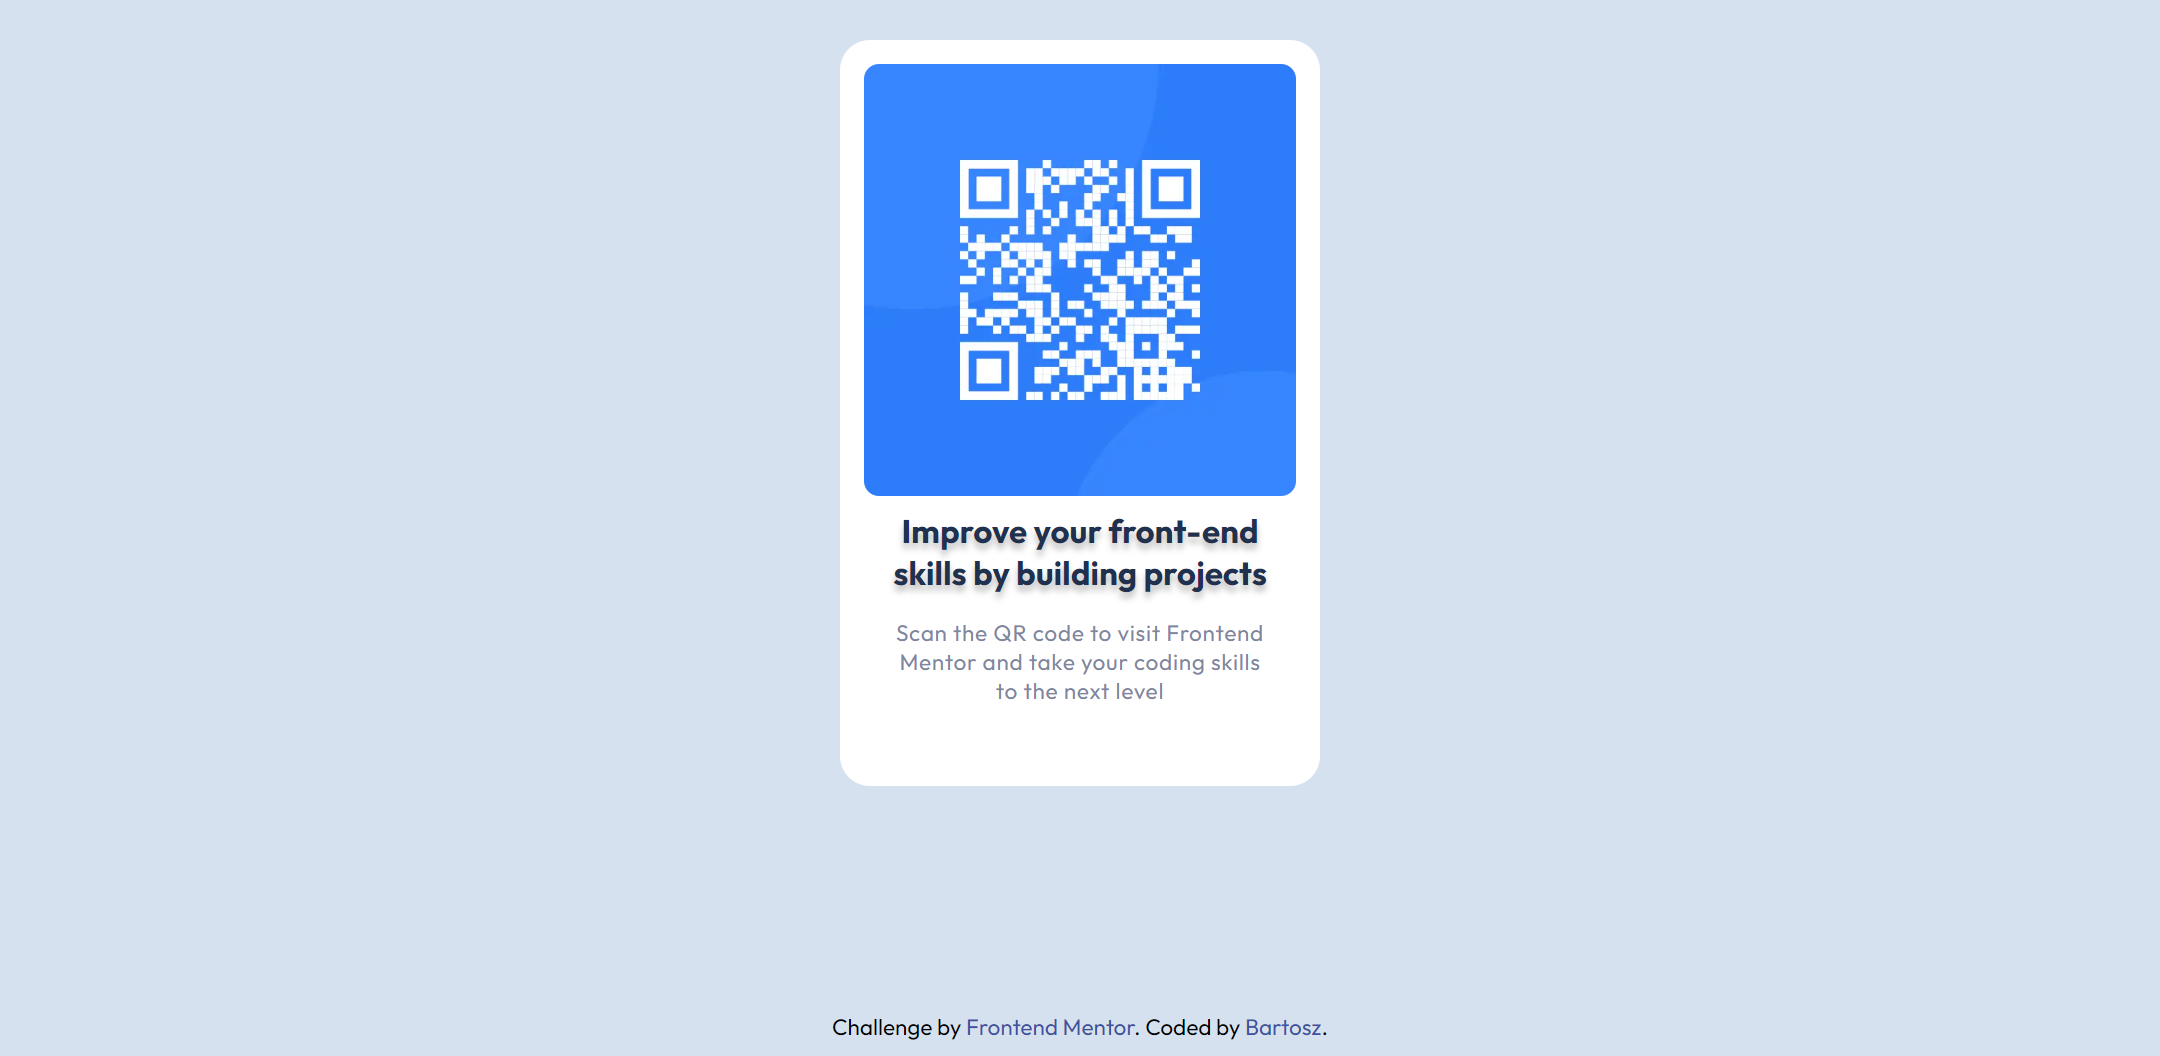 Improve your front-end
skills by building projects
Scan the QR code to visit Frontend
Mentor and take your coding skills
to the next level
Challenge by Frontend Mentor. Coded by Bartosz.